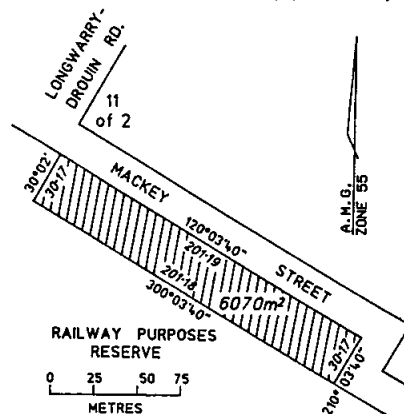 LONGWARRY-
DROUIN RD.
11
of 2
A.M.G.
ZONE 55
MACKEY
STREET
30°02'
30·17
120°03'40"
201·19
201·18
300°03'40"
6070m²
30·17
210°03'40"
RAILWAY PURPOSES
RESERVE
0 25 50 75
METRES